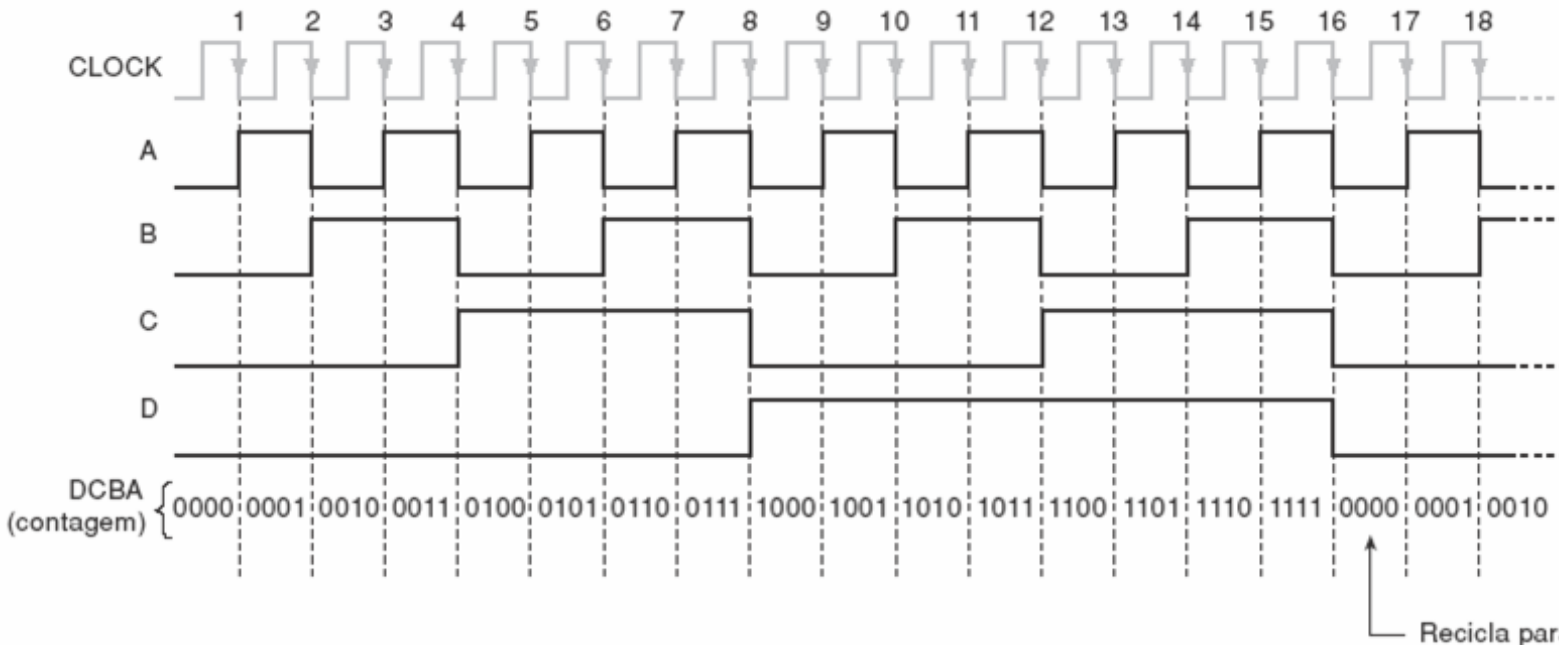 1 2 3 4 5 6 7 8 9 10 11 12 13 14 15 16 17 18
CLOCK
A
B
C
D
DCBA
(contagem)
0000 0001 0010 0011 0100 0101 0110 0111 1000 1001 1010 1011 1100 1101 1110 1111 0000 0001 0010
Recicla par